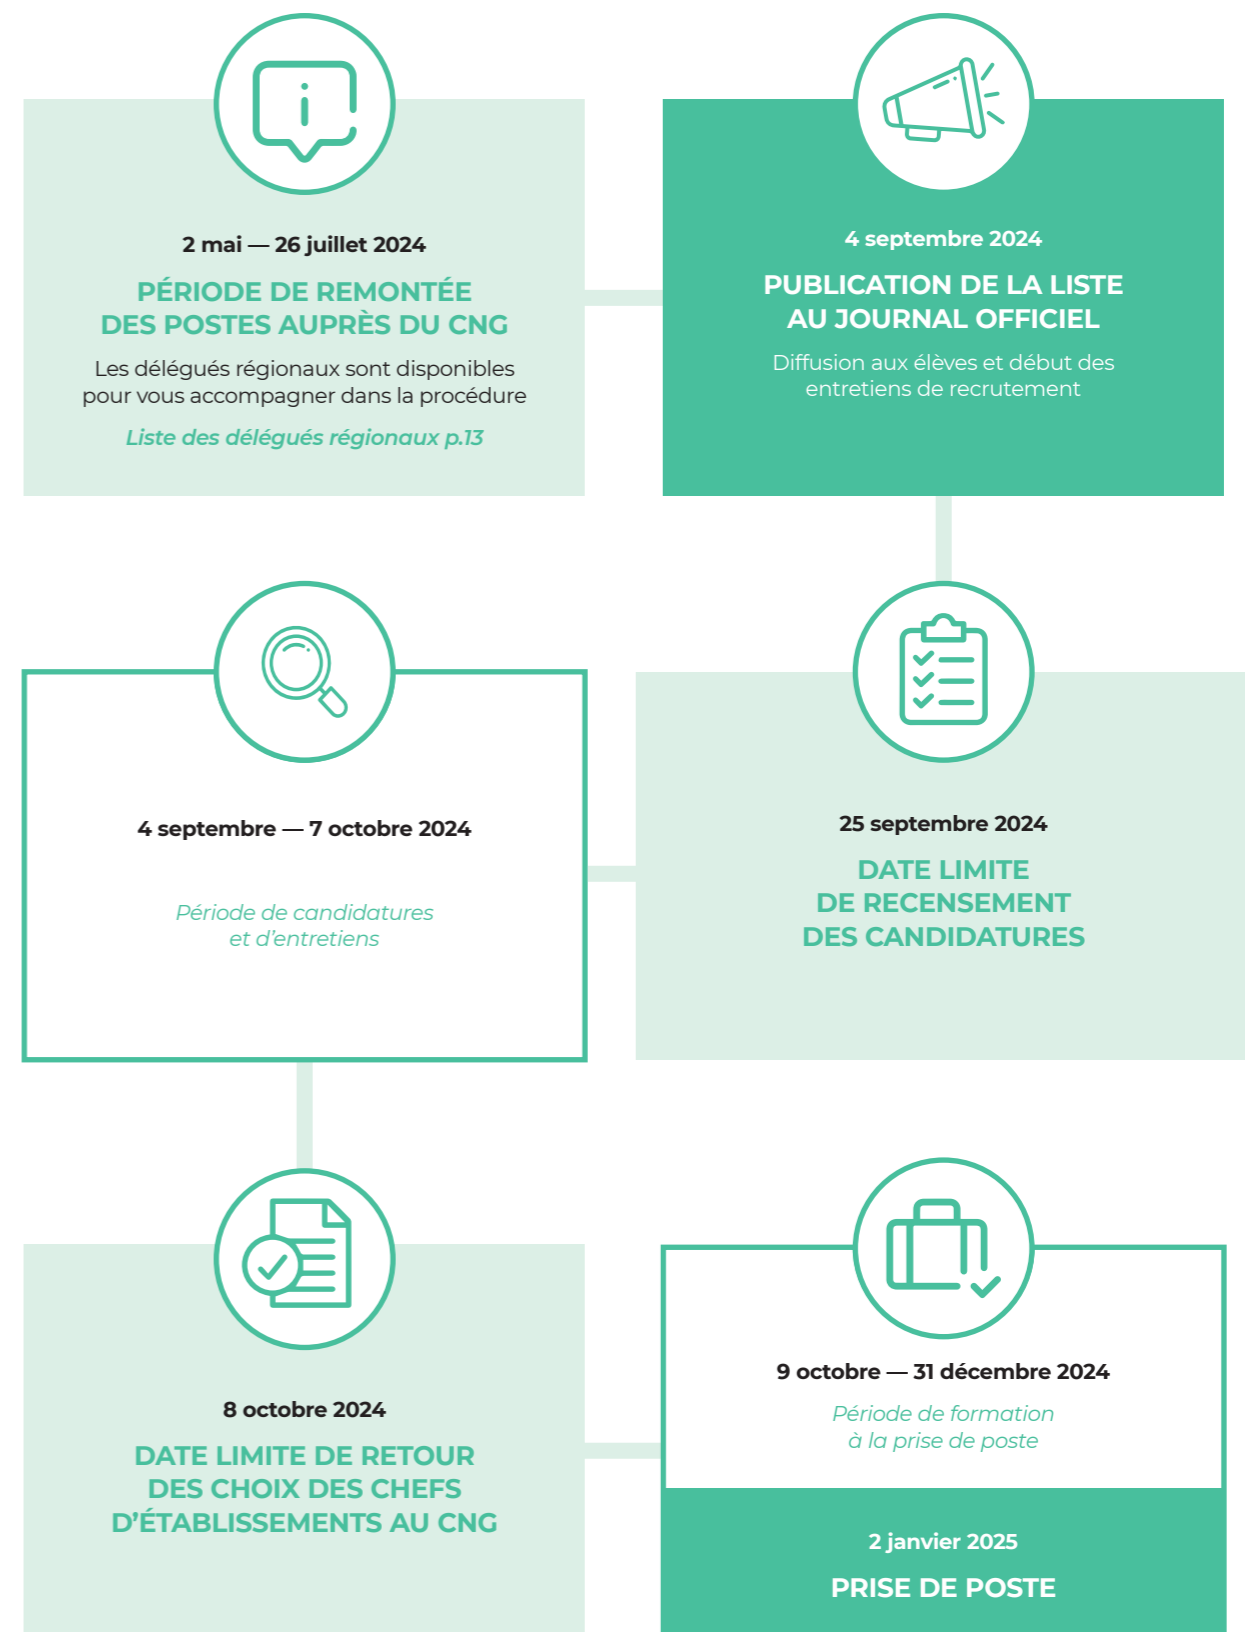 2 mai — 26 juillet 2024
PÉRIODE DE REMONTÉE
DES POSTES AUPRÈS DU CNG
Les délégués régionaux sont disponibles
pour vous accompagner dans la procédure
Liste des délégués régionaux p.13
4 septembre 2024
PUBLICATION DE LA LISTE
AU JOURNAL OFFICIEL
Diffusion aux élèves et début des
entretiens de recrutement
4 septembre — 7 octobre 2024
Période de candidatures
et d’entretiens
25 septembre 2024
DATE LIMITE
DE RECENSEMENT
DES CANDIDATURES
8 octobre 2024
DATE LIMITE DE RETOUR
DES CHOIX DES CHEFS
D’ÉTABLISSEMENTS AU CNG
9 octobre — 31 décembre 2024
Période de formation
à la prise de poste
2 janvier 2025
PRISE DE POSTE